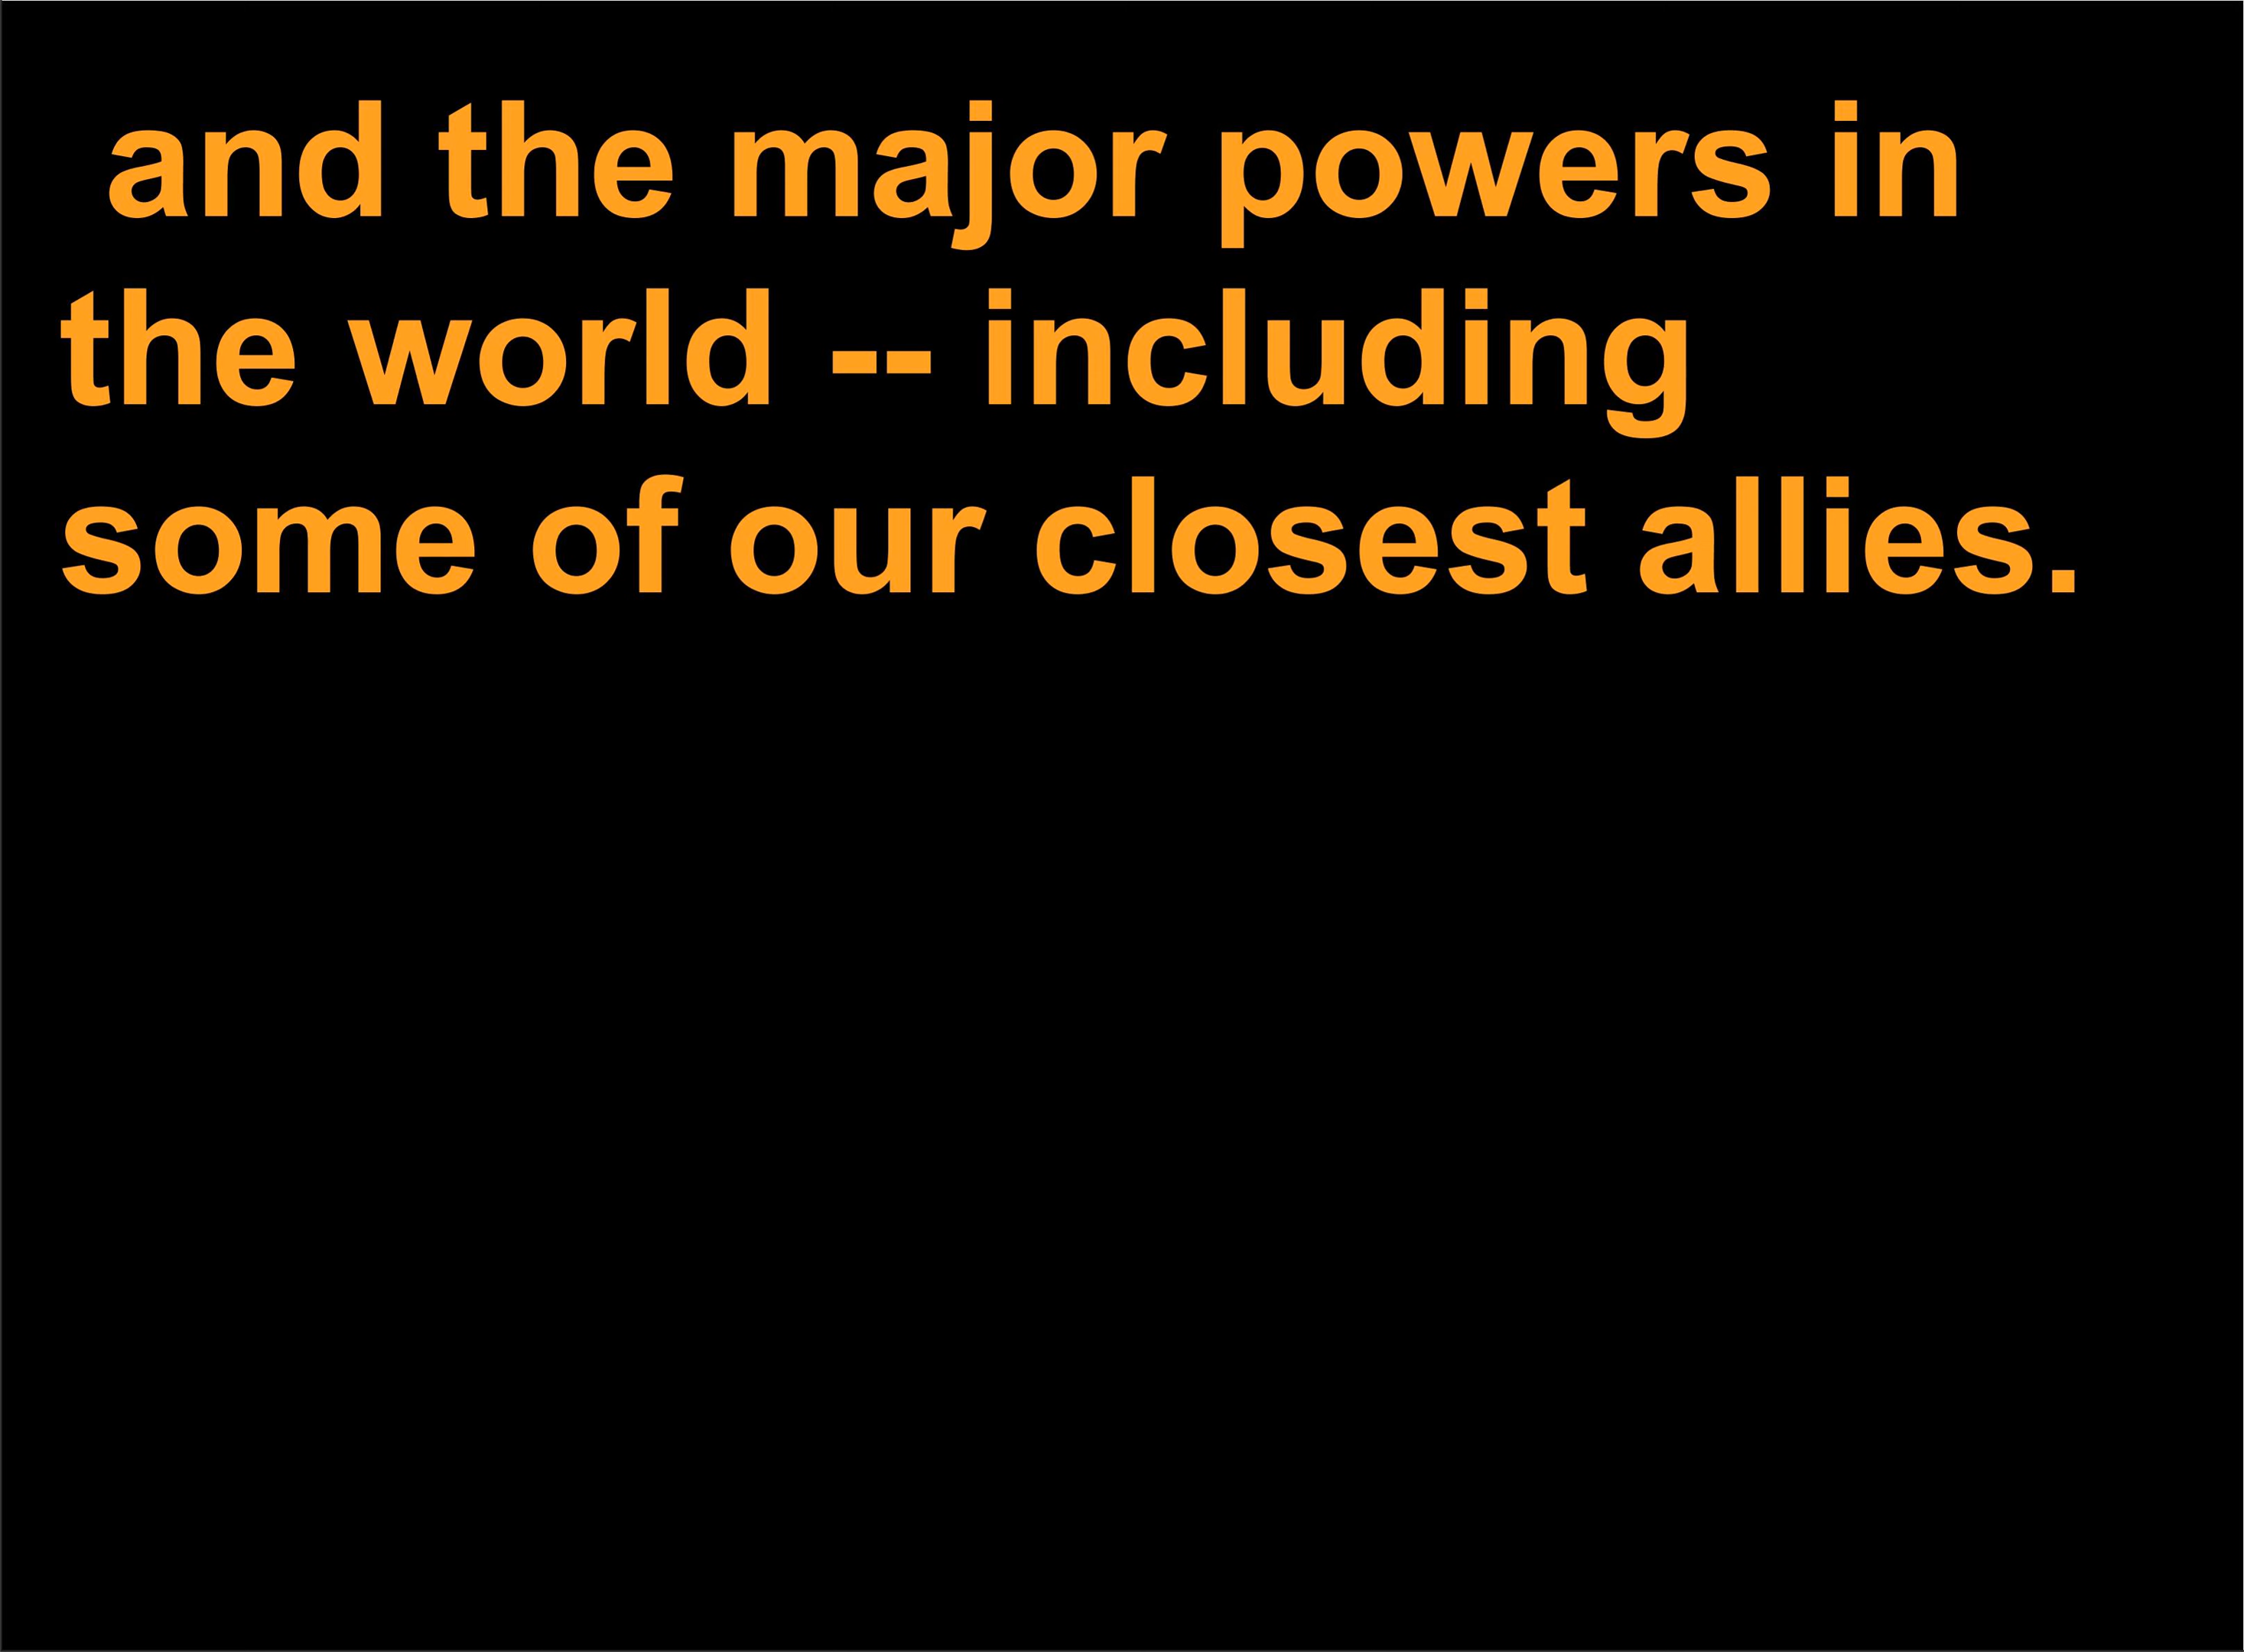 and the major powers in
the world -- including
some of our closest allies.